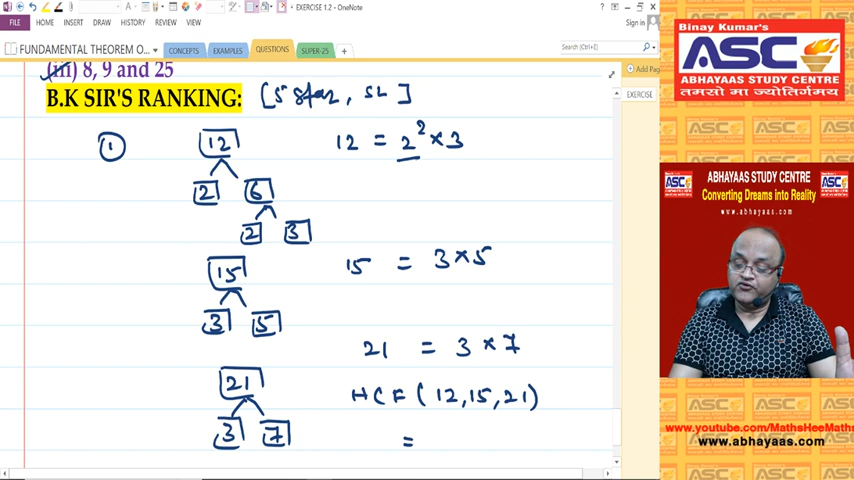 EXERCISE 1.2 - OneNote
FILE HOME INSERT DRAW HISTORY REVIEW VIEW
Sign in
FUNDAMENTAL THEOREM O... CONCEPTS EXAMPLES QUESTIONS SUPER-25 +
Search (Ctrl+E)
(iii) 8, 9 and 25
Add Pag
B.K SIR'S RANKING: [5 star, SL]
EXERCISE
① 12 12 = 2² × 3
2 6
2 3
15 15 = 3 × 5
3 5
21 = 3 × 7
21
HCF (12, 15, 21)
3 7
=
Binay Kumar's
ASC
ABHAYAAS STUDY CENTRE
तमसो मा ज्योतिर्गमय
ABHAYAAS STUDY CENTRE
Converting Dreams into Reality
www.abhayaas.com
www.youtube.com/MathsHeeMaths
www.abhayaas.com